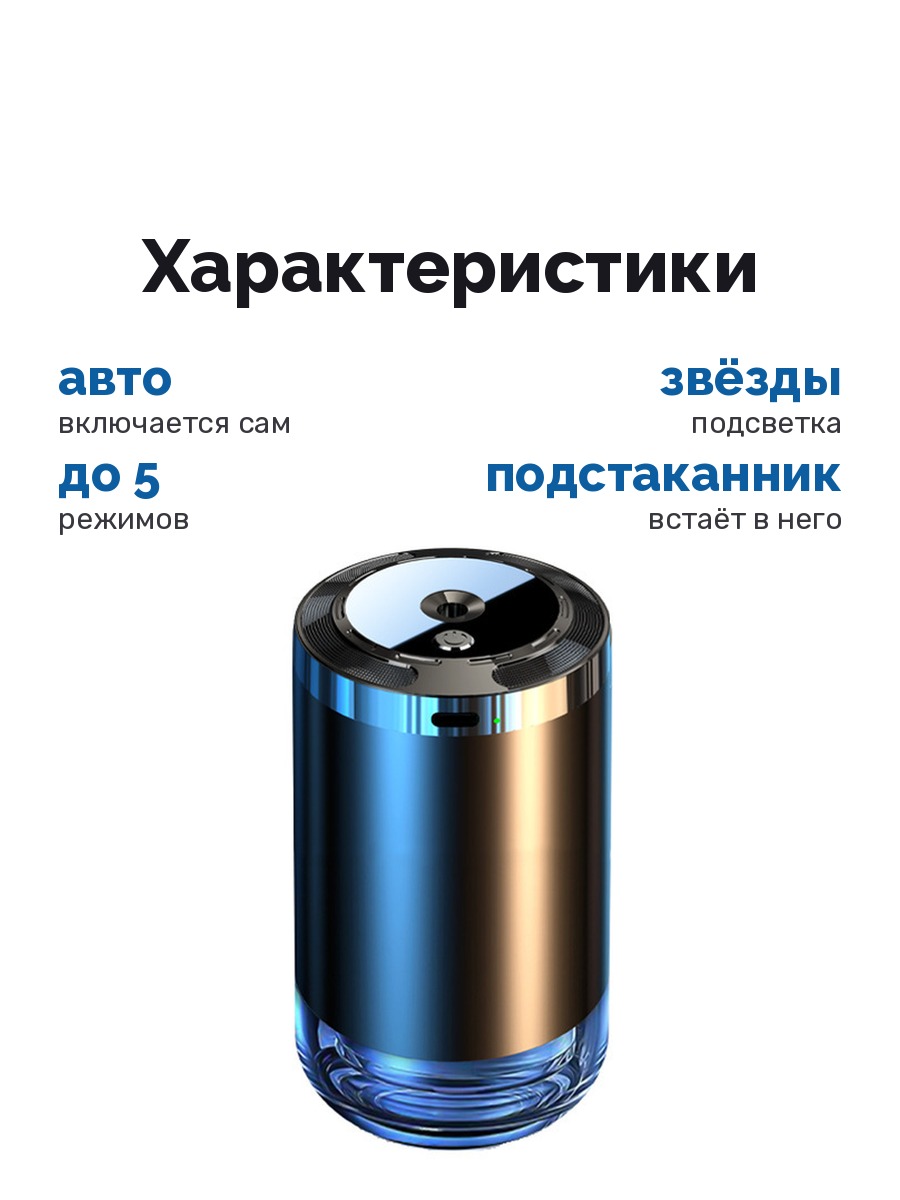 Характеристики
авто
включается сам
до 5
режимов
звёзды
подсветка
подстаканник
встаёт в него